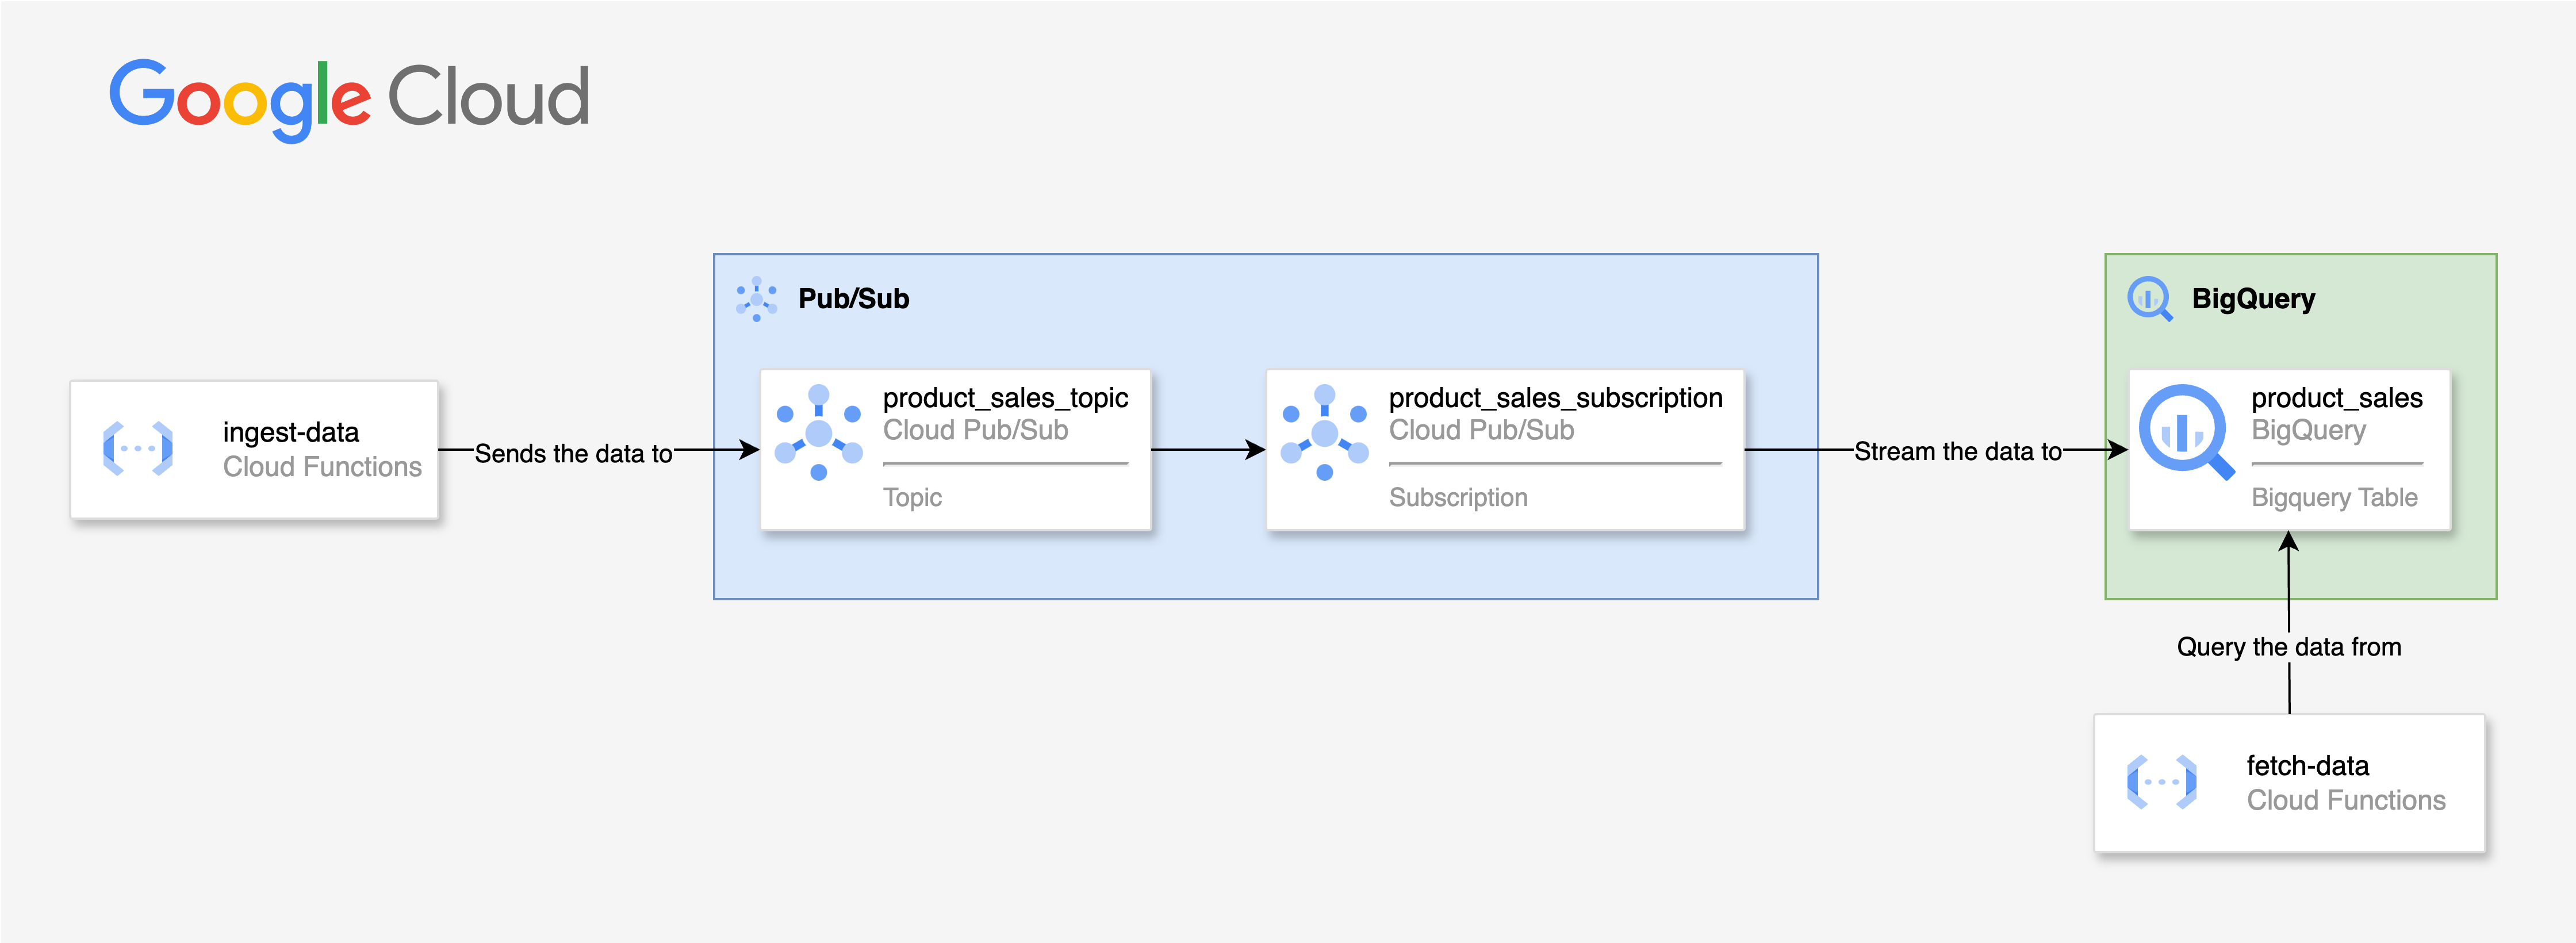 Google Cloud
Pub/Sub
BigQuery
ingest-data
Cloud Functions
Sends the data to
product_sales_topic
Cloud Pub/Sub
Topic
product_sales_subscription
Cloud Pub/Sub
Subscription
Stream the data to
product_sales
BigQuery
Bigquery Table
Query the data from
fetch-data
Cloud Functions